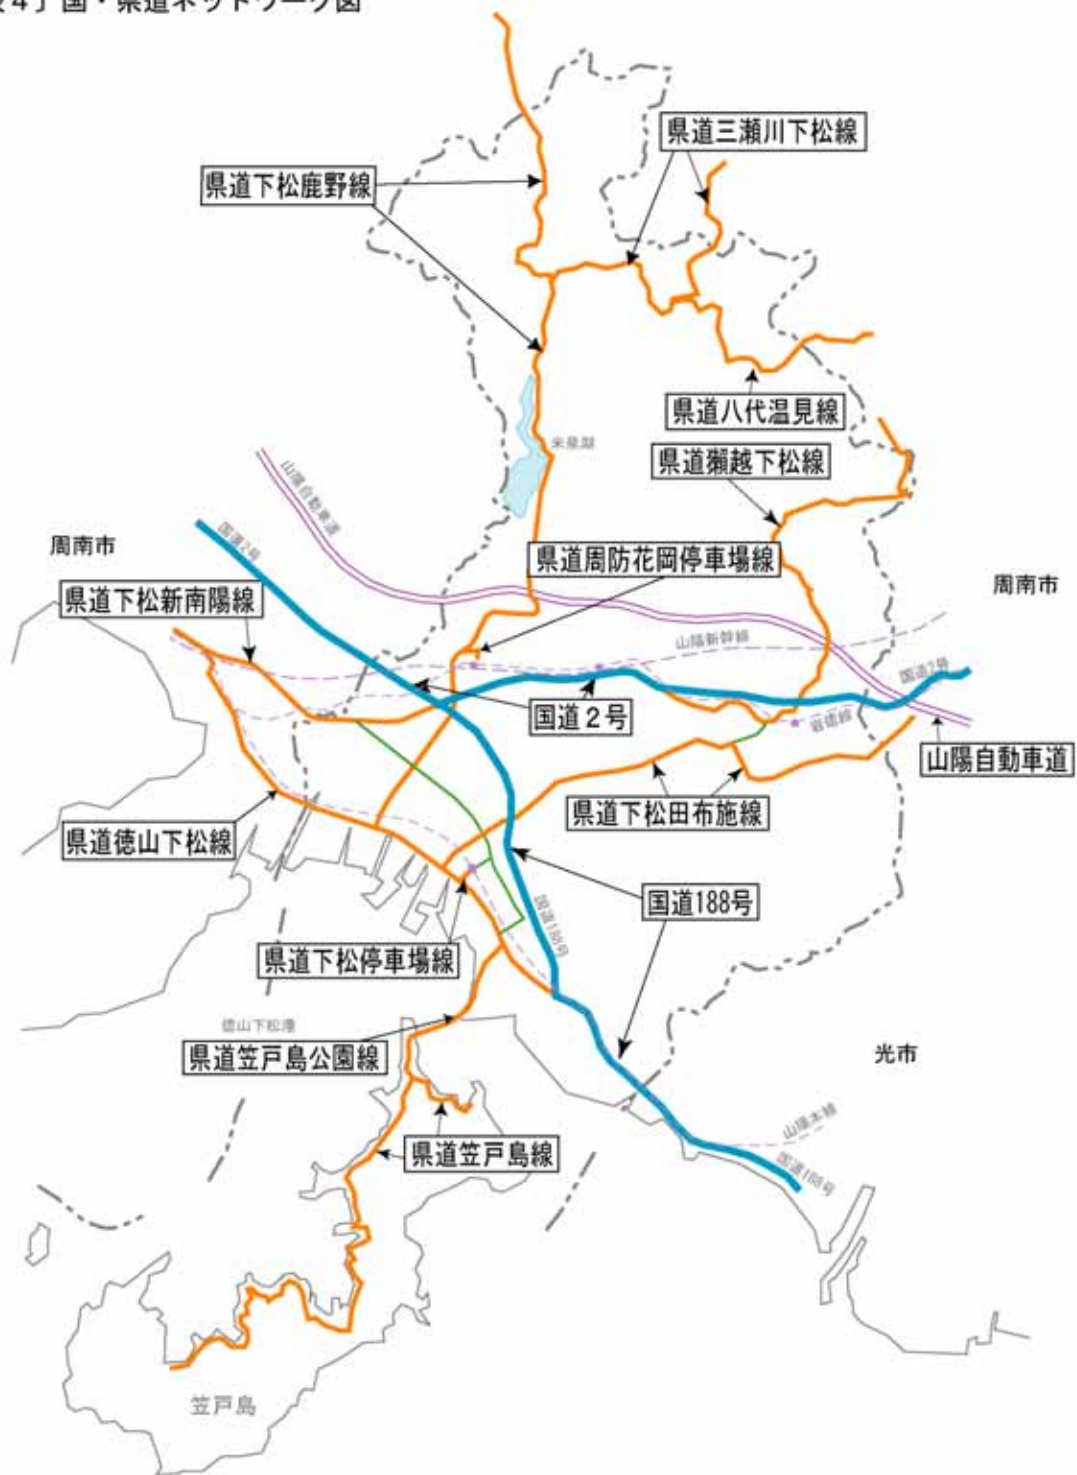 国・県道ネットワーク図
県道三瀬川下松線
県道下松鹿野線
県道八代温見線
米泉湖
県道獺越下松線
山陽自動車道
国道2号
周南市
県道周防花岡停車場線
周南市
県道下松新南陽線
山陽新幹線
国道2号
国道2号
岩徳線
山陽自動車道
県道下松田布施線
県道徳山下松線
国道188号
国道188号
県道下松停車場線
徳山下松港
県道笠戸島公園線
光市
山陽本線
県道笠戸島線
国道188号
笠戸島